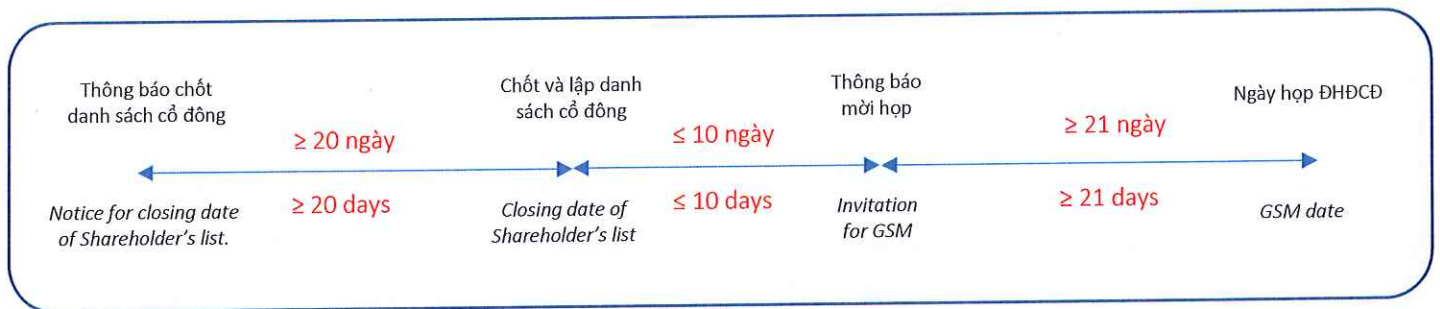 Thông báo chốt
danh sách cổ đông
≥ 20 ngày
Chốt và lập danh
sách cổ đông
≤ 10 ngày
Thông báo
mời họp
≥ 21 ngày
Ngày họp ĐHĐCĐ
Notice for closing date
of Shareholder's list.
≥ 20 days
Closing date of
Shareholder's list
≤ 10 days
Invitation
for GSM
≥ 21 days
GSM date